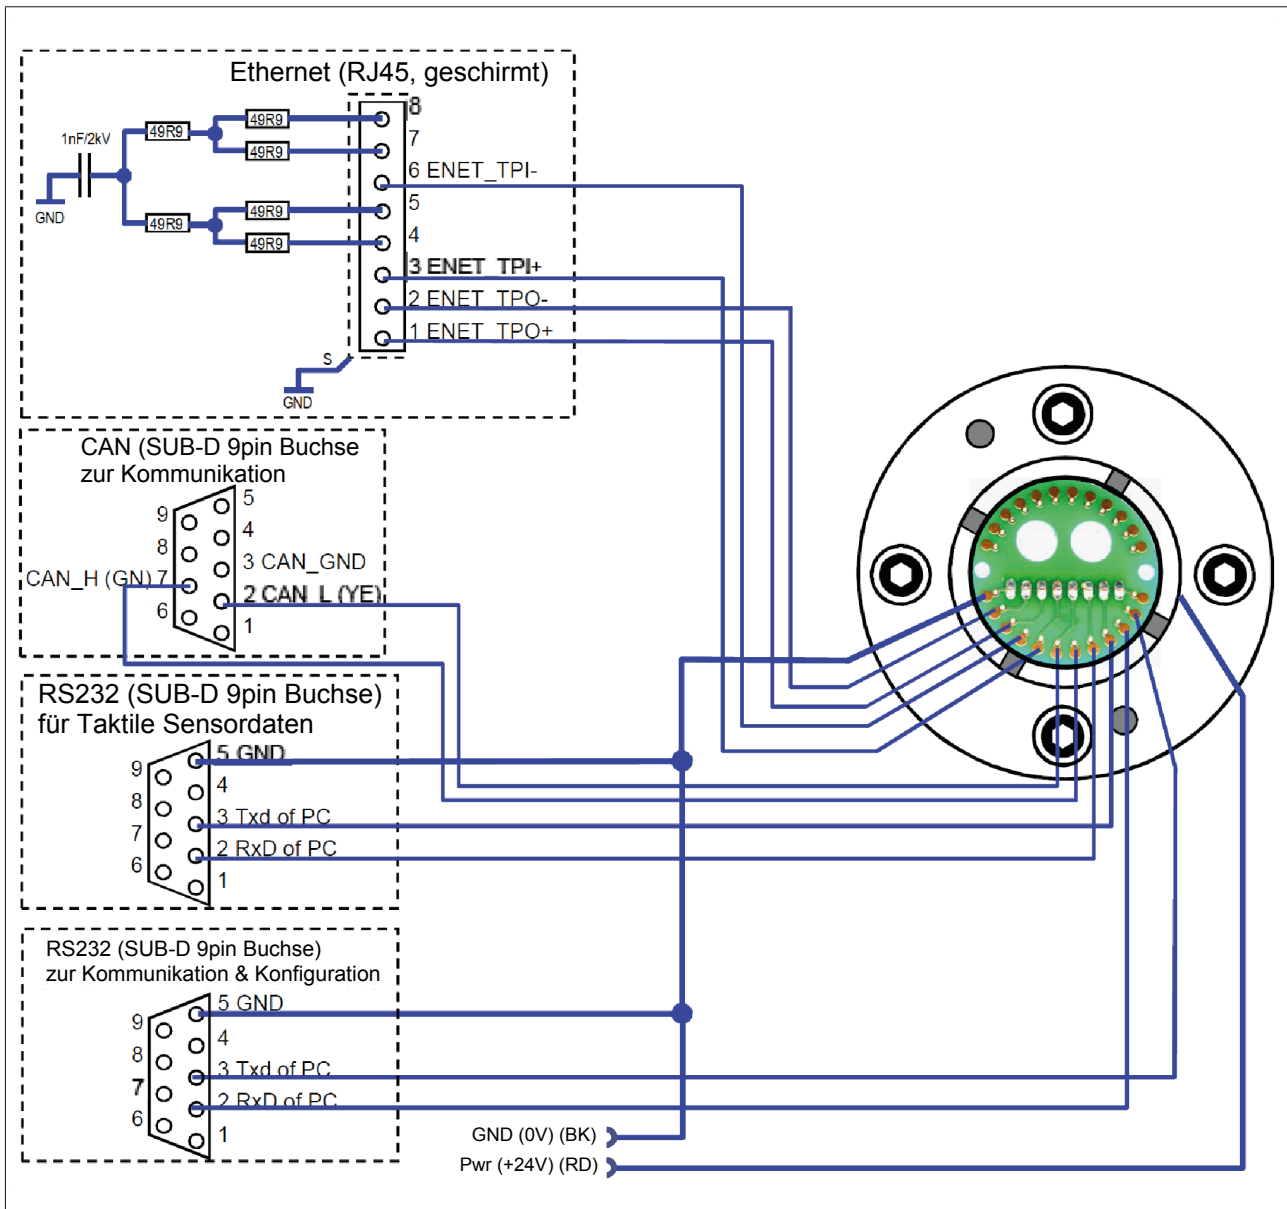 Ethernet (RJ45, geschirmt)
8
7
6 ENET_TPI-
5
4
3 ENET_TPI+
2 ENET_TPO-
1 ENET_TPO+
1nF/2kV
49R9
49R9
49R9
49R9
49R9
49R9
GND
S
GND
CAN (SUB-D 9pin Buchse
zur Kommunikation
5
9
4
8
3 CAN_GND
CAN_H (GN) 7
2 CAN_L (YE)
6
1
RS232 (SUB-D 9pin Buchse)
für Taktile Sensordaten
5 GND
9
4
8
3 Txd of PC
7
2 RxD of PC
6
1
RS232 (SUB-D 9pin Buchse)
zur Kommunikation & Konfiguration
5 GND
9
4
8
3 Txd of PC
7
2 RxD of PC
6
1
GND (0V) (BK)
Pwr (+24V) (RD)